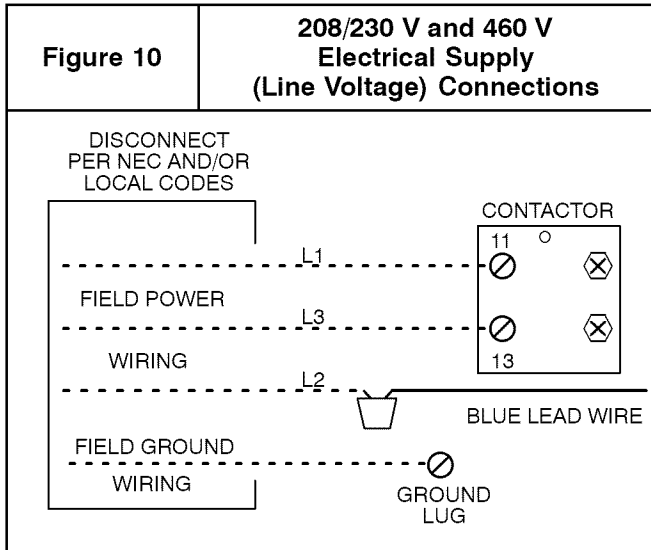 Figure 10
208/230 V and 460 V
Electrical Supply
(Line Voltage) Connections
DISCONNECT
PER NEC AND/OR
LOCAL CODES
CONTACTOR
11
L1
FIELD POWER
L3
13
WIRING
L2
BLUE LEAD WIRE
FIELD GROUND
WIRING
GROUND
LUG